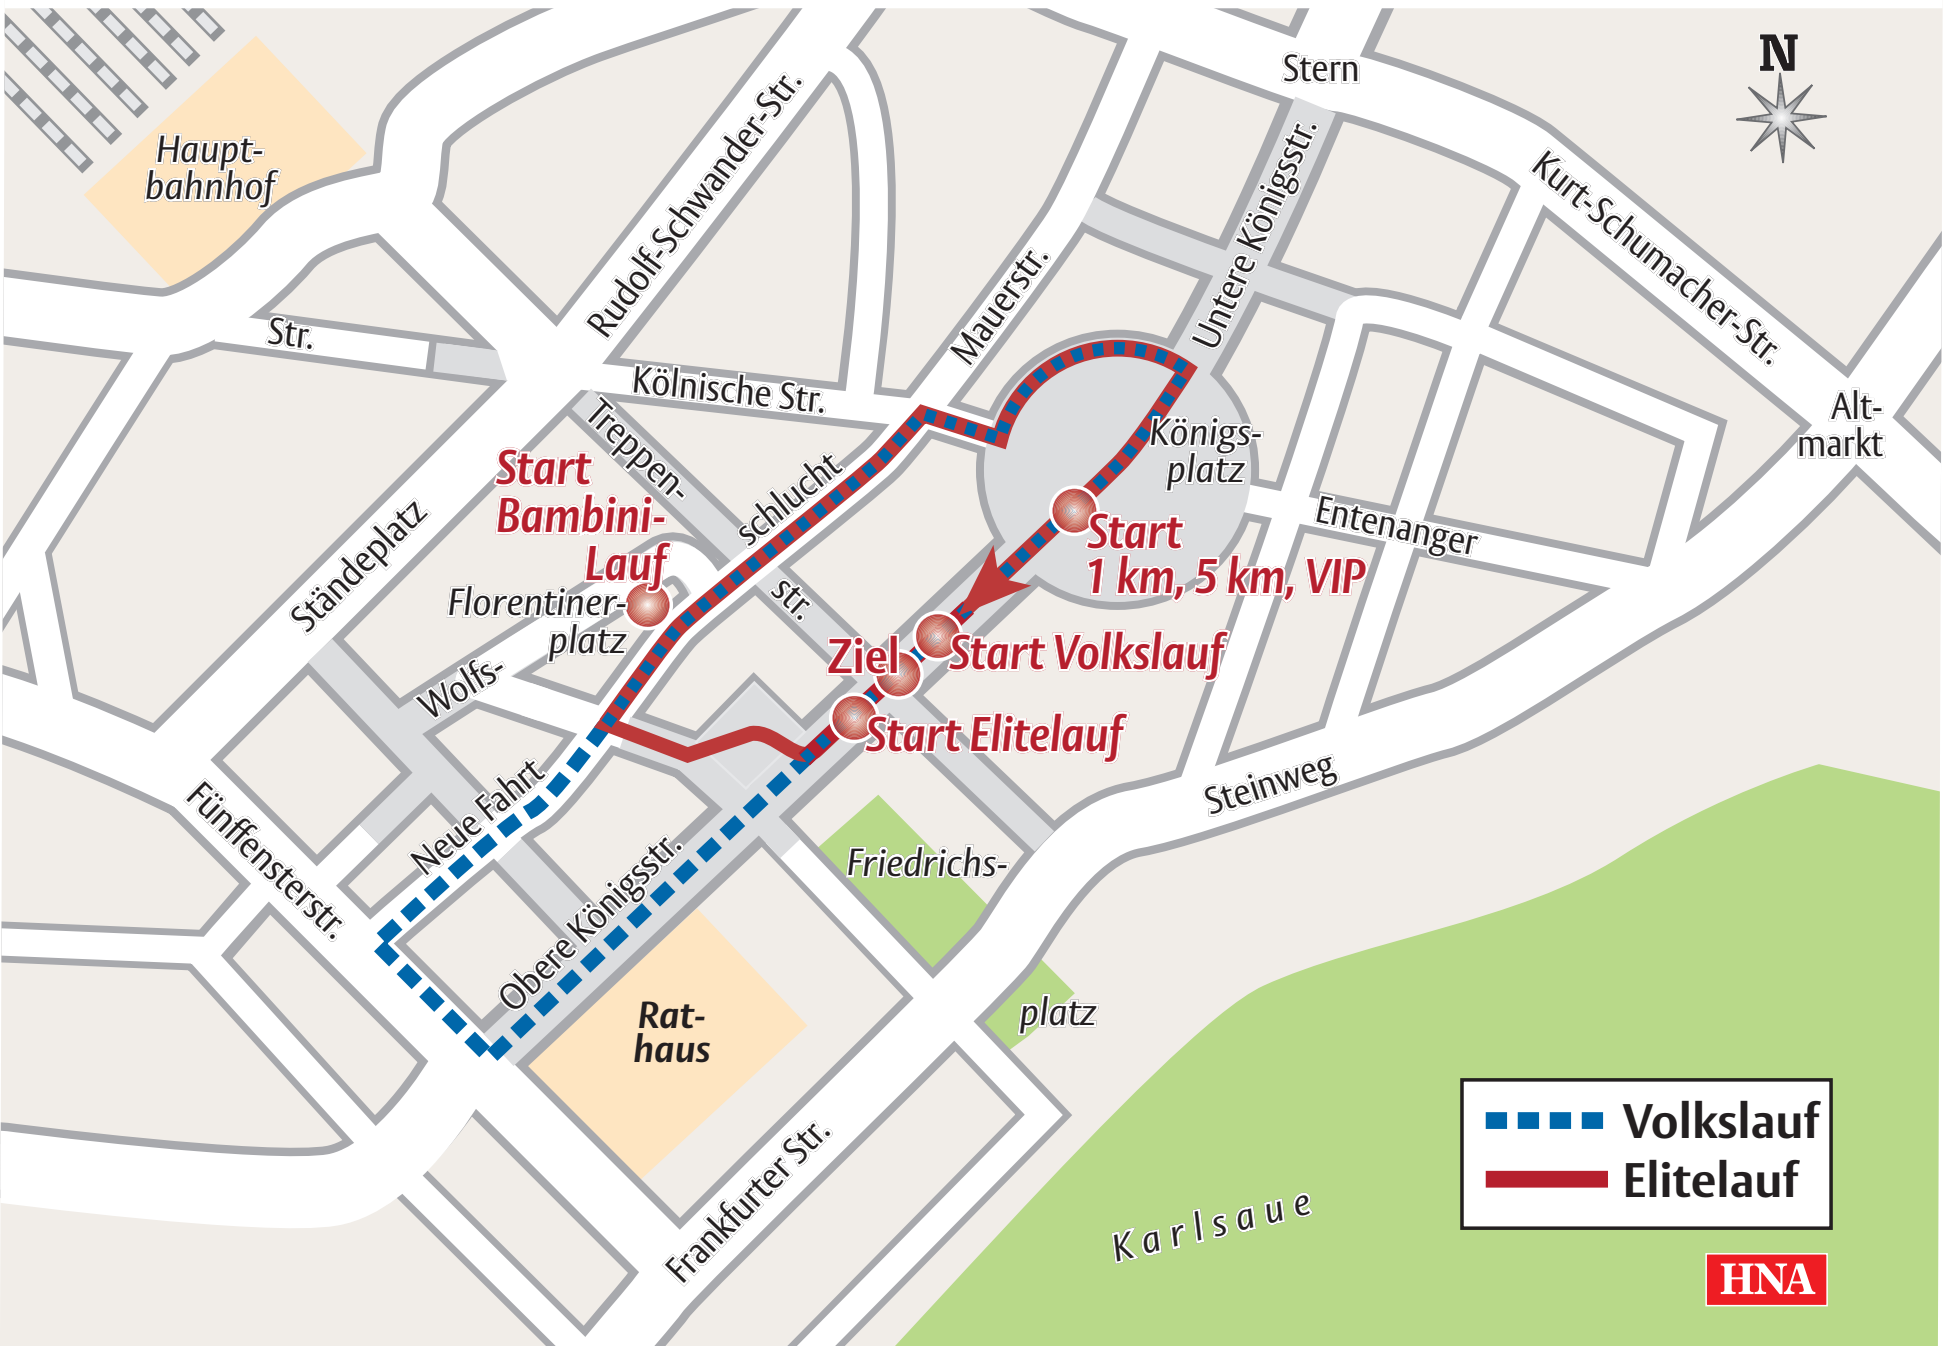 N
Stern
Haupt-
bahnhof
Rudolf-Schwander-Str.
Untere Königsstr.
Kurt-Schumacher-Str.
Mauerstr.
Str.
Kölnische Str.
Alt-
markt
Treppen-
str.
Königs-
platz
Start
Bambini-
Lauf
schlucht
Entenanger
Start
1 km, 5 km, VIP
Ständeplatz
Florentiner-
platz
Wolfs-
Ziel
Start Volkslauf
Start Elitelauf
Steinweg
Neue Fahrt
Fünffensterstr.
Obere Königsstr.
Friedrichs-
platz
Rat-
haus
Frankfurter Str.
Karlsaue
Volkslauf
Elitelauf
HNA